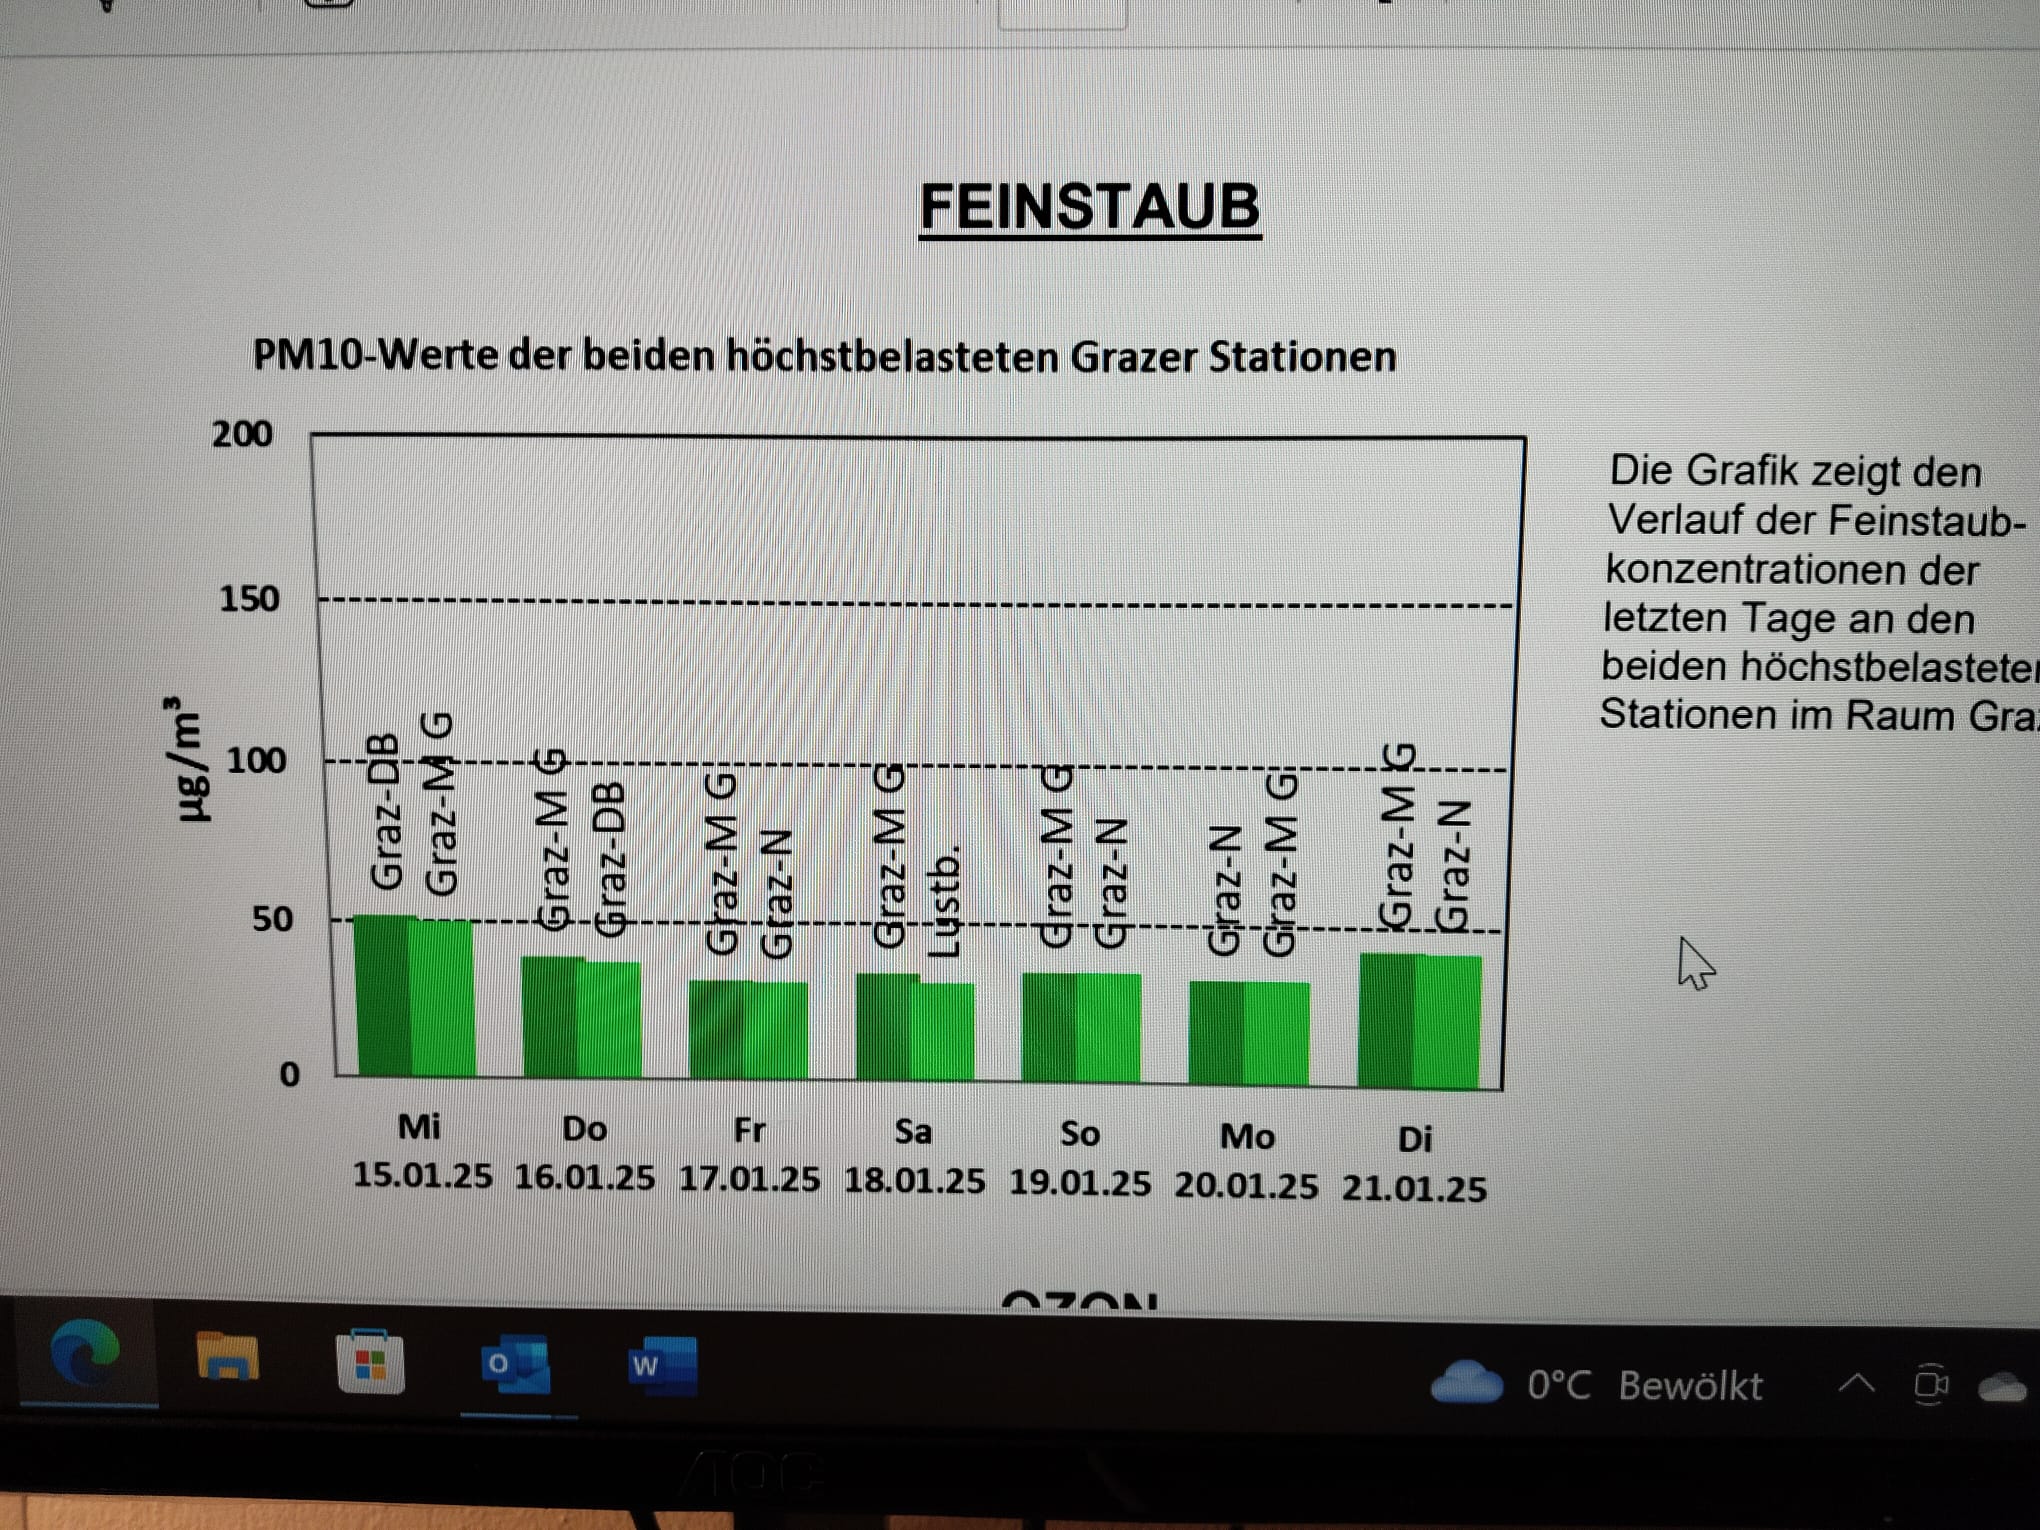 FEINSTAUB
PM10-Werte der beiden höchstbelasteten Grazer Stationen
200
150
100
50
0
µg/m³
Graz-DB
Graz-M G
Graz-M G
Graz-DB
Graz-M G
Graz-N
Graz-M G
Lustb.
Graz-M G
Graz-N
Graz-N
Graz-M G
Graz-M G
Graz-N
Mi Do Fr Sa So Mo Di
15.01.25 16.01.25 17.01.25 18.01.25 19.01.25 20.01.25 21.01.25
Die Grafik zeigt den
Verlauf der Feinstaub-
konzentrationen der
letzten Tage an den
beiden höchstbelasteten
Stationen im Raum Graz
OZON
O
W
0°C Bewölkt
AOC